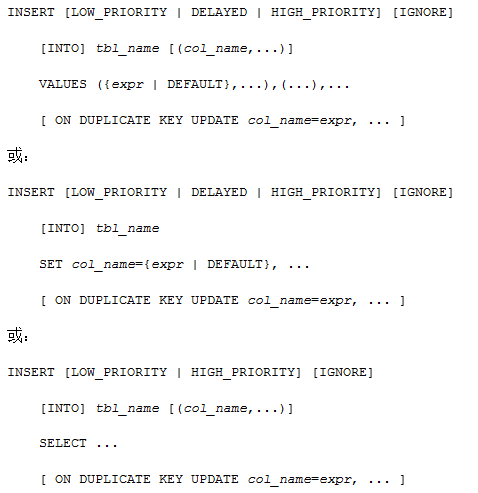 INSERT [LOW_PRIORITY | DELAYED | HIGH_PRIORITY] [IGNORE]
[INTO] tbl_name [(col_name,...)]
VALUES ({expr | DEFAULT},...),(...),...
[ ON DUPLICATE KEY UPDATE col_name=expr, ... ]
或：
INSERT [LOW_PRIORITY | DELAYED | HIGH_PRIORITY] [IGNORE]
[INTO] tbl_name
SET col_name={expr | DEFAULT}, ...
[ ON DUPLICATE KEY UPDATE col_name=expr, ... ]
或：
INSERT [LOW_PRIORITY | HIGH_PRIORITY] [IGNORE]
[INTO] tbl_name [(col_name,...)]
SELECT ...
[ ON DUPLICATE KEY UPDATE col_name=expr, ... ]